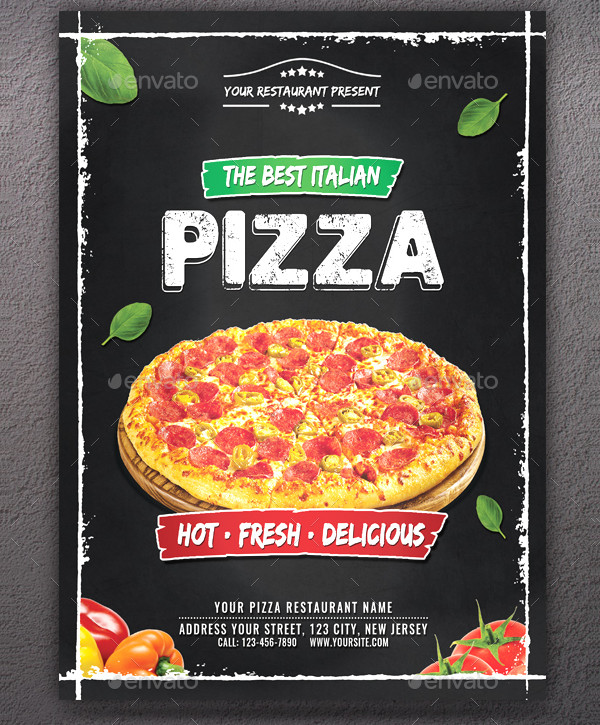 YOUR RESTAURANT PRESENT
THE BEST ITALIAN
PIZZA
HOT • FRESH • DELICIOUS
YOUR PIZZA RESTAURANT NAME
ADDRESS YOUR STREET, 123 CITY, NEW JERSEY
CALL: 123-456-7890 WWW.YOURSITE.COM
envato
envato
envato
envato
envato
envato